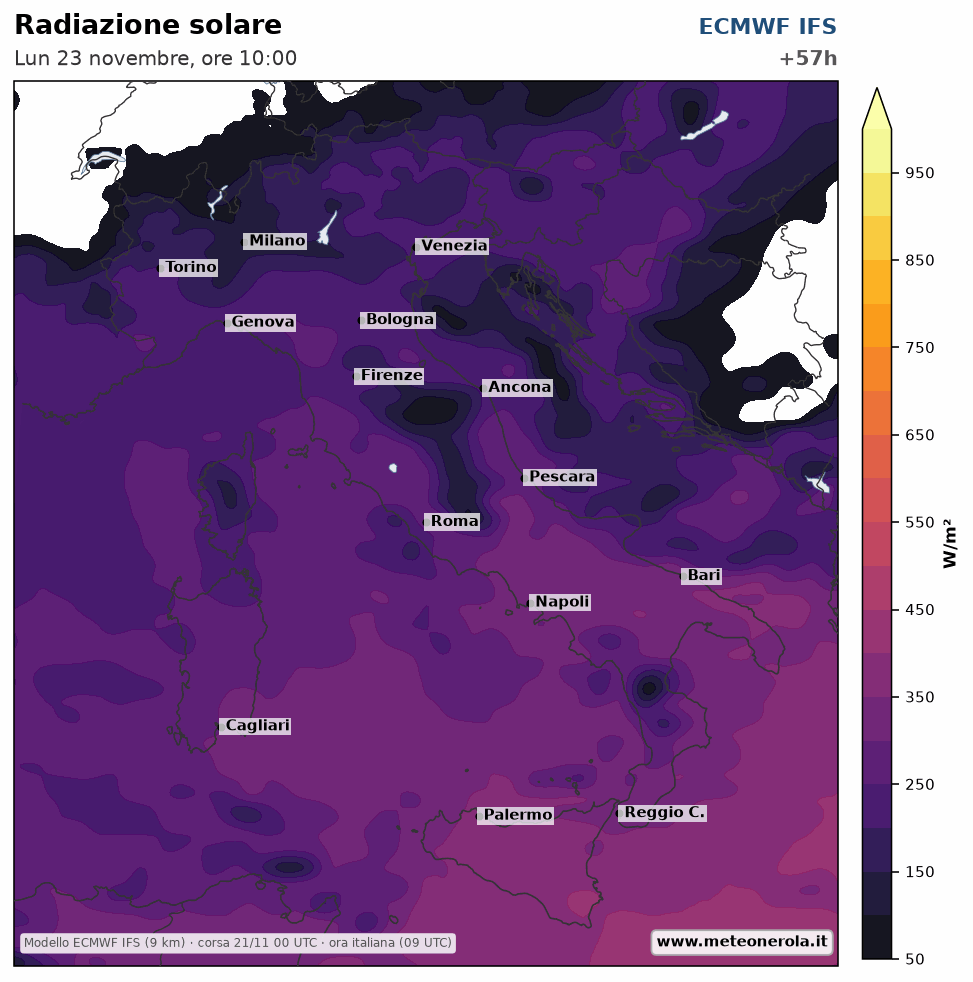 Radiazione solare
ECMWF IFS
Lun 23 novembre, ore 10:00
+57h
Milano
Venezia
Torino
Genova
Bologna
Firenze
Ancona
Pescara
Roma
Bari
Napoli
Cagliari
Palermo
Reggio C.
950
850
750
650
550
450
350
250
150
50
W/m²
Modello ECMWF IFS (9 km) · corsa 21/11 00 UTC · ora italiana (09 UTC)
www.meteonerola.it